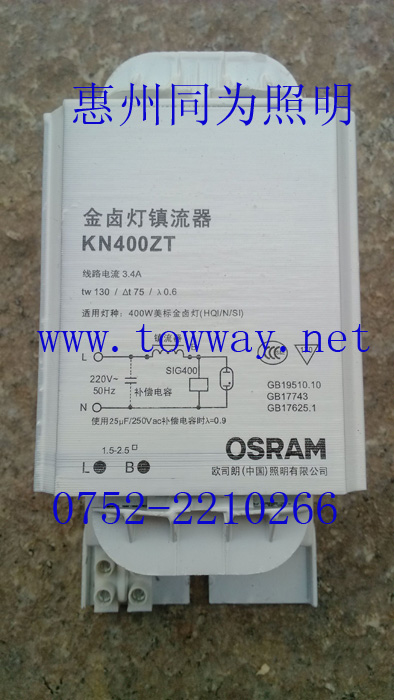 惠州同为照明
金卤灯镇流器
KN400ZT
线路电流 3.4A
tw 130 / Δt 75 / λ 0.6
适用灯种: 400W美标金卤灯(HQI/N/SI)
www.towway.net
镇流器
L
B
SIG400
220V~
50Hz
补偿电容
N
GB19510.10
GB17743
GB17625.1
使用25μF/250Vac补偿电容时λ=0.9
1.5-2.5
L B
OSRAM
欧司朗(中国)照明有限公司
0752-2210266